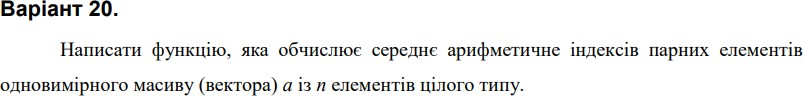 Варіант 20.
Написати функцію, яка обчислює середнє арифметичне індексів парних елементів
одновимірного масиву (вектора) a із n елементів цілого типу.